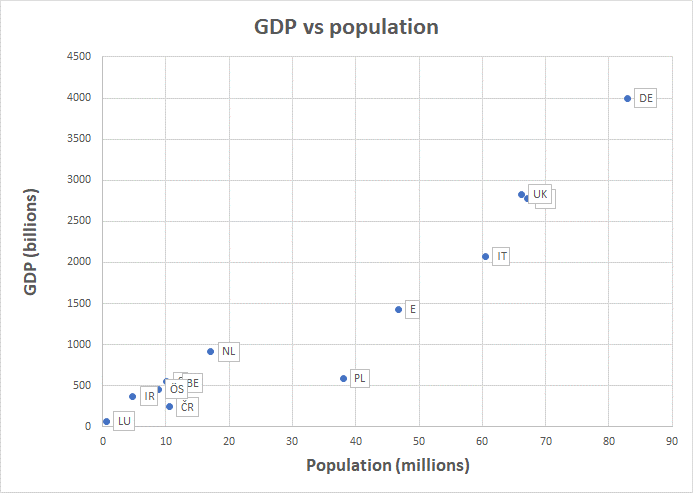 GDP vs population
4500
4000
3500
3000
2500
2000
1500
1000
500
0
GDP (billions)
DE
UK
IT
E
NL
PL
BE
ÖS
IR
ČR
LU
0 10 20 30 40 50 60 70 80 90
Population (millions)